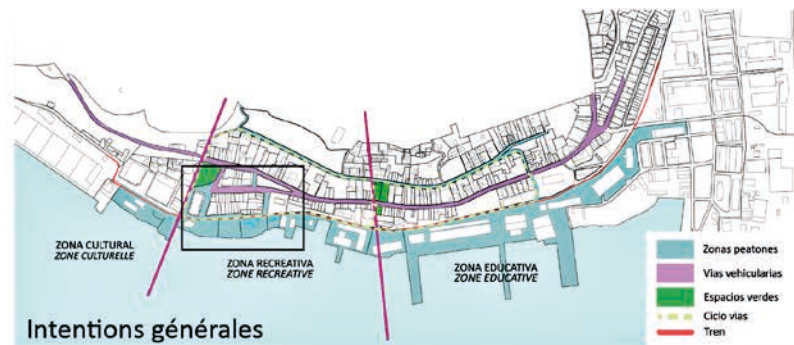 ZONA CULTURAL
ZONE CULTURELLE
ZONA RECREATIVA
ZONE RECREATIVE
ZONA EDUCATIVA
ZONE EDUCATIVE
Zonas peatones
Vias vehicularias
Espacios verdes
Ciclo vias
Tren
Intentions générales